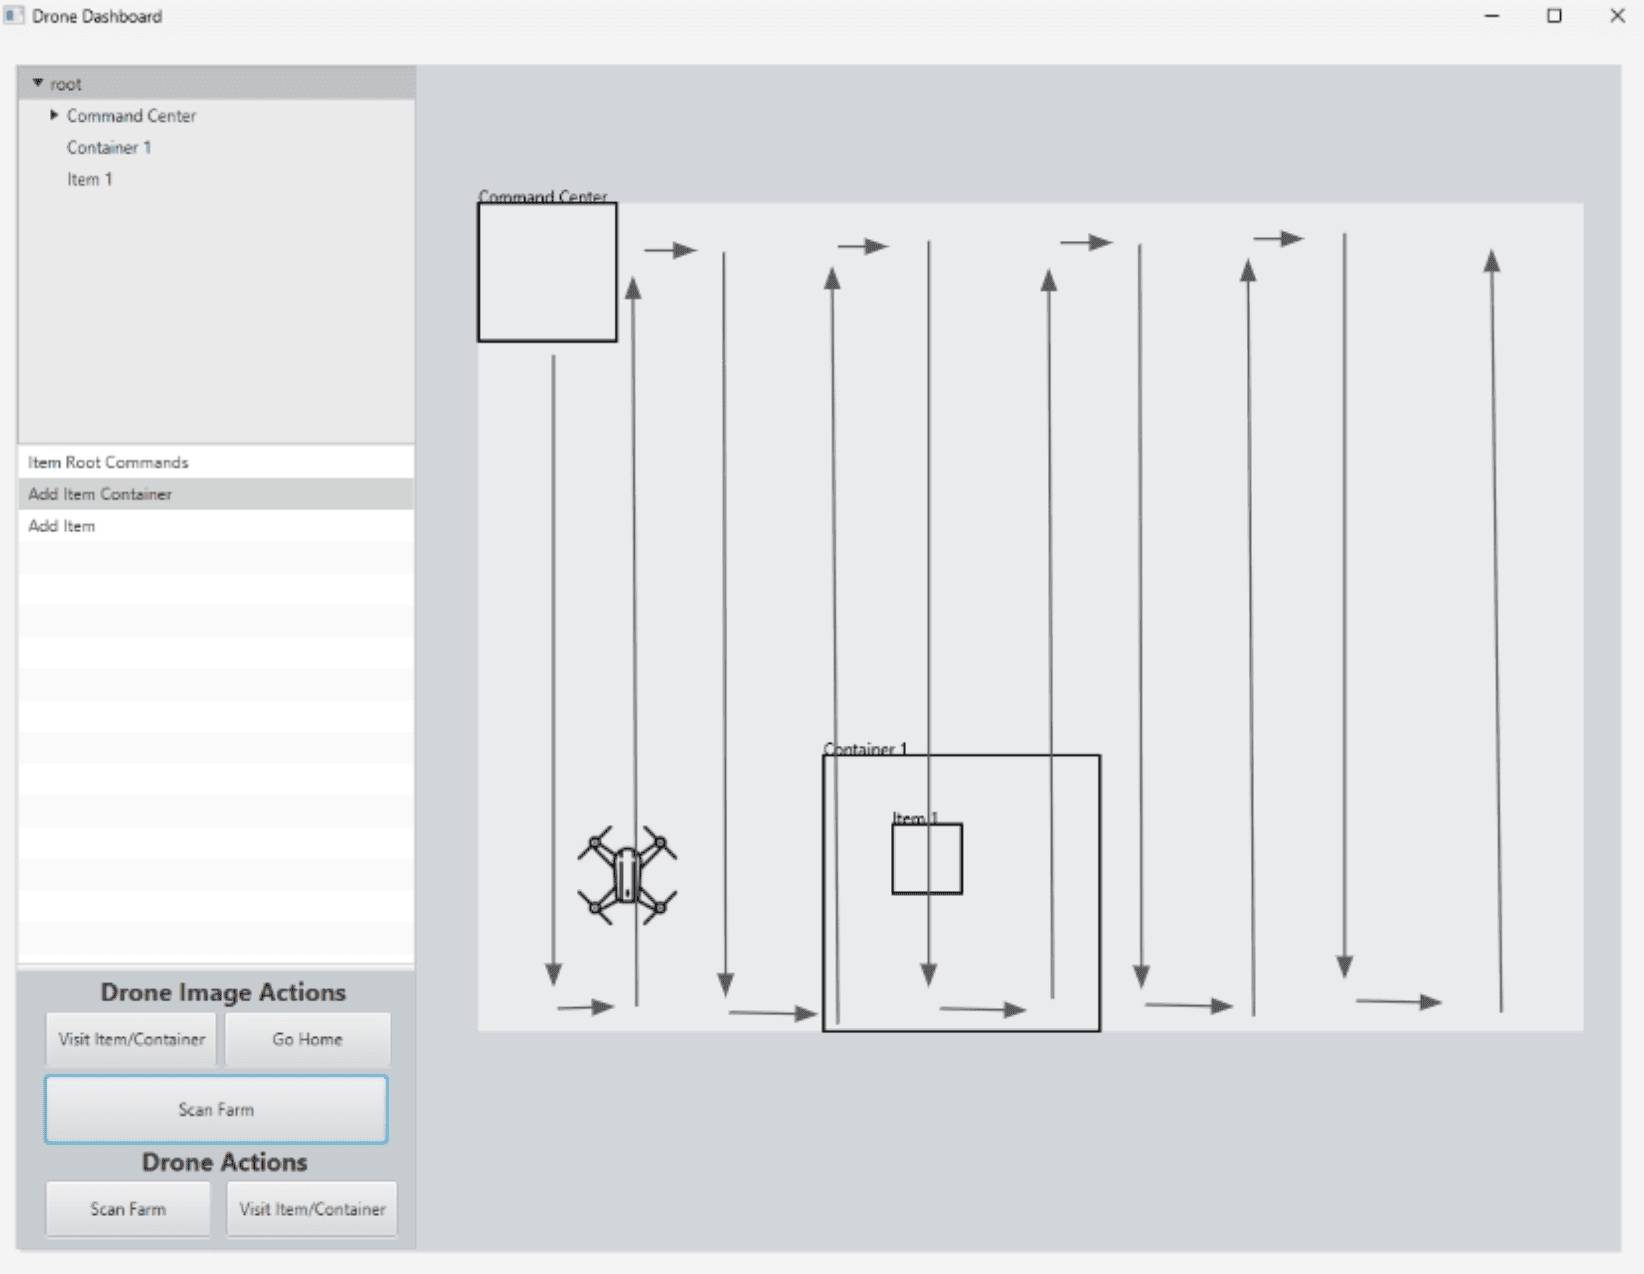 Drone Dashboard
root
Command Center
Container 1
Item 1
Item Root Commands
Add Item Container
Add Item
Drone Image Actions
Visit Item/Container
Go Home
Scan Farm
Drone Actions
Scan Farm
Visit Item/Container
Command Center
Container 1
Item 1